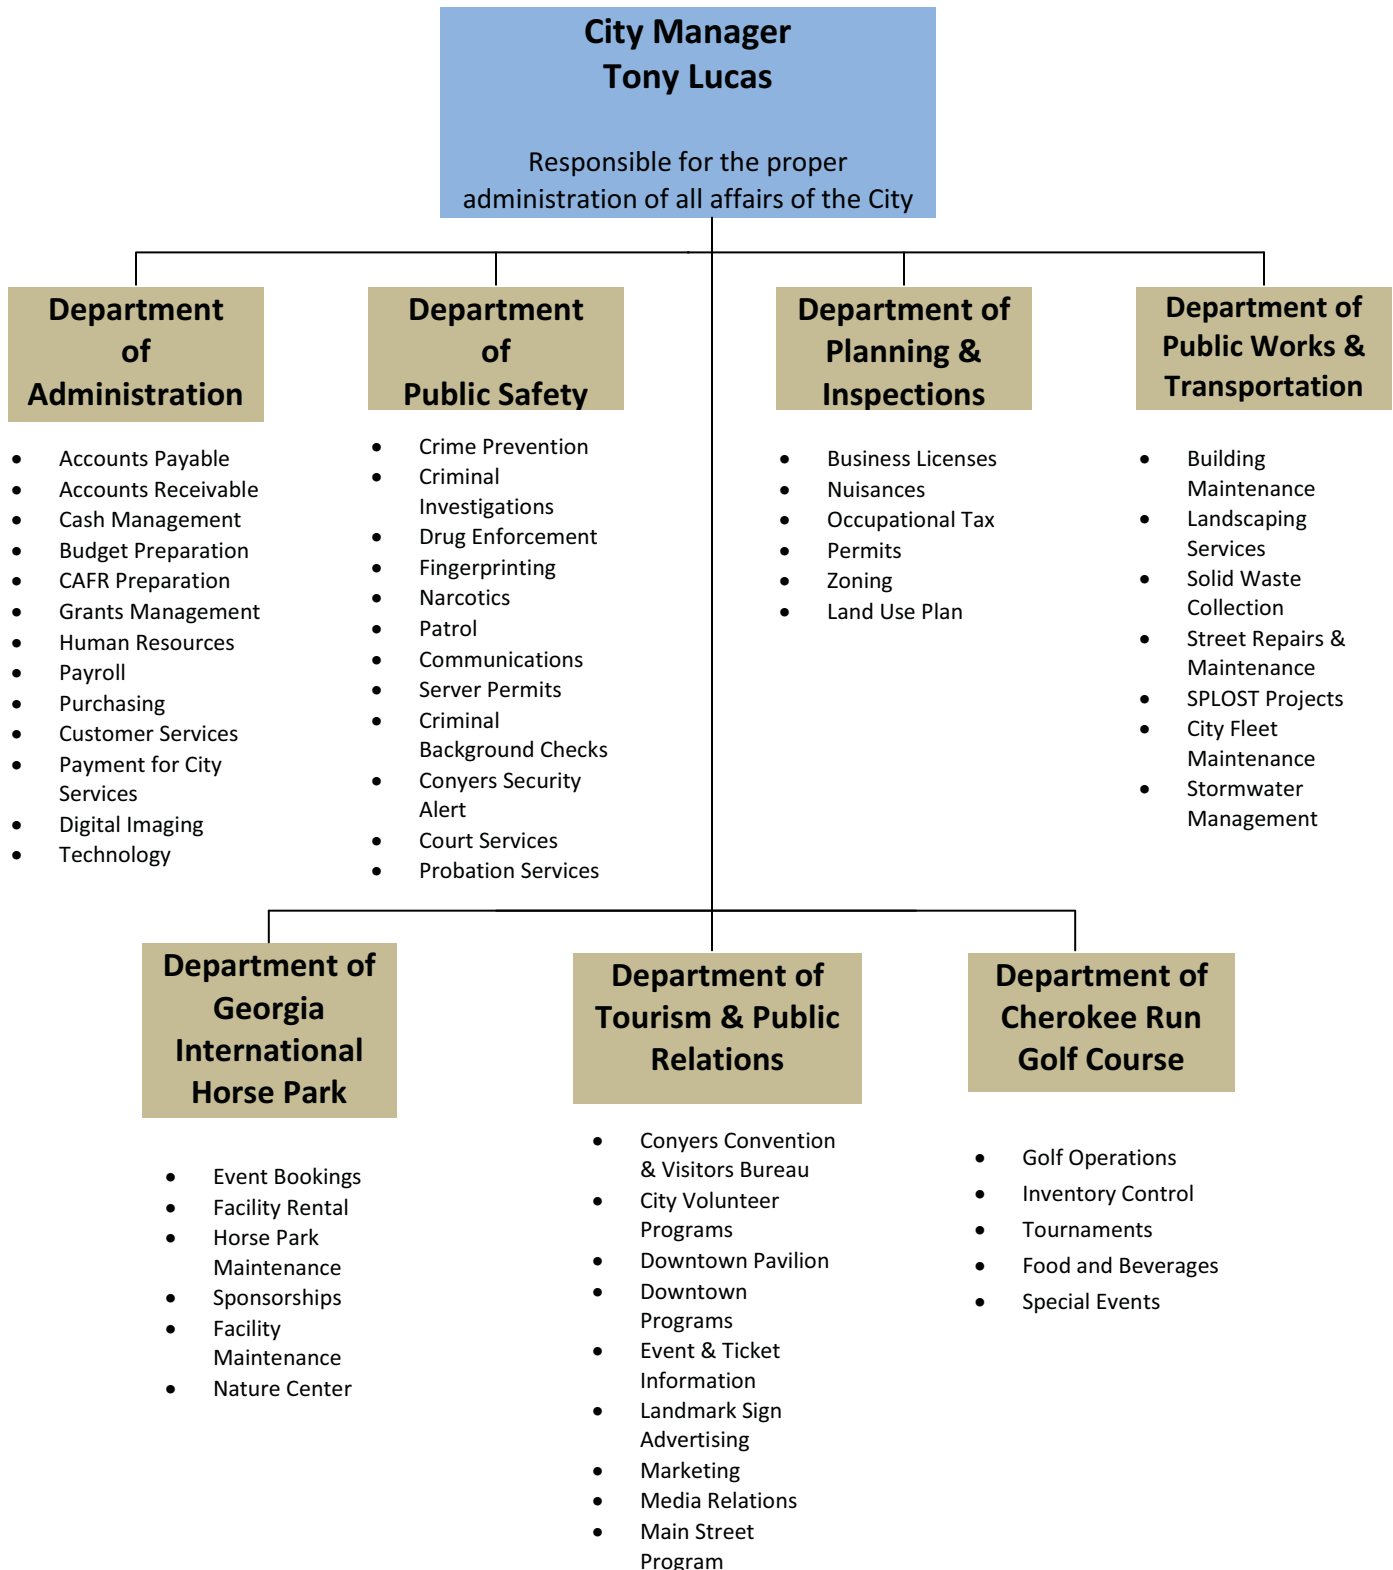 City Manager
Tony Lucas
Responsible for the proper
administration of all affairs of the City
Department
of
Administration
• Accounts Payable
• Accounts Receivable
• Cash Management
• Budget Preparation
• CAFR Preparation
• Grants Management
• Human Resources
• Payroll
• Purchasing
• Customer Services
• Payment for City
Services
• Digital Imaging
• Technology
Department
of
Public Safety
• Crime Prevention
• Criminal
Investigations
• Drug Enforcement
• Fingerprinting
• Narcotics
• Patrol
• Communications
• Server Permits
• Criminal
Background Checks
• Conyers Security
Alert
• Court Services
• Probation Services
Department of
Planning &
Inspections
• Business Licenses
• Nuisances
• Occupational Tax
• Permits
• Zoning
• Land Use Plan
Department of
Public Works &
Transportation
• Building
Maintenance
• Landscaping
Services
• Solid Waste
Collection
• Street Repairs &
Maintenance
• SPLOST Projects
• City Fleet
Maintenance
• Stormwater
Management
Department of
Georgia
International
Horse Park
• Event Bookings
• Facility Rental
• Horse Park
Maintenance
• Sponsorships
• Facility
Maintenance
• Nature Center
Department of
Tourism & Public
Relations
• Conyers Convention
& Visitors Bureau
• City Volunteer
Programs
• Downtown Pavilion
• Downtown
Programs
• Event & Ticket
Information
• Landmark Sign
Advertising
• Marketing
• Media Relations
• Main Street
Program
Department of
Cherokee Run
Golf Course
• Golf Operations
• Inventory Control
• Tournaments
• Food and Beverages
• Special Events